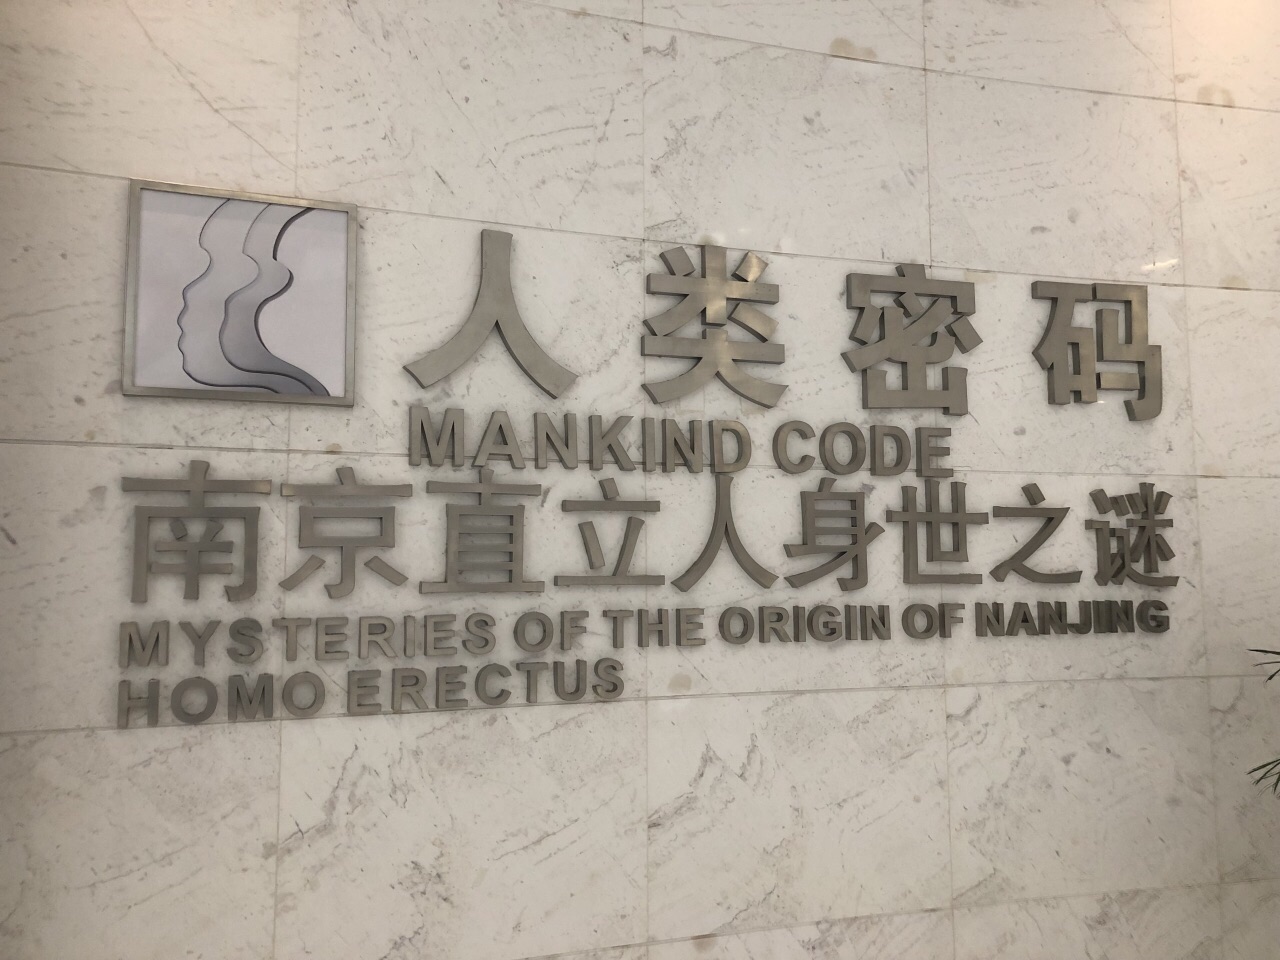 人类密码
MANKIND CODE
南京直立人身世之谜
MYSTERIES OF THE ORIGIN OF NANJING
HOMO ERECTUS